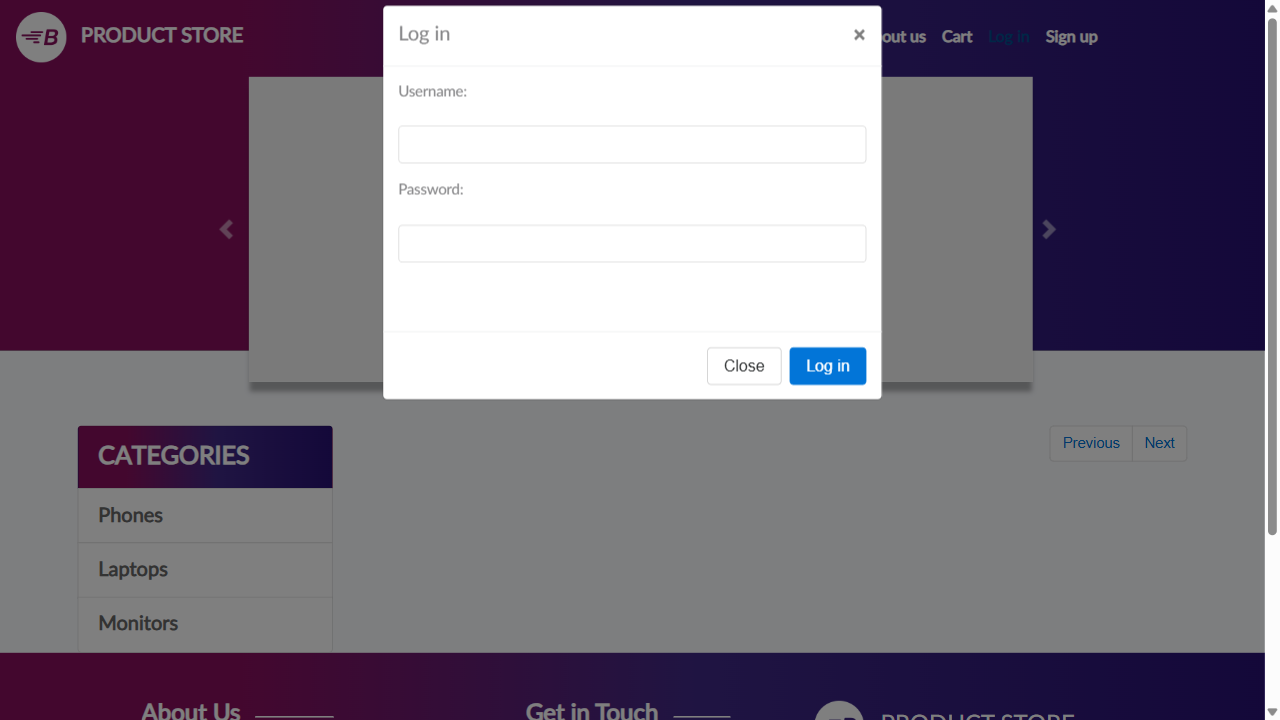 PRODUCT STORE
out us Cart Log in Sign up
Log in ×
Username:
Password:
Close Log in
CATEGORIES
Phones
Laptops
Monitors
Previous Next
About Us
Get in Touch
B PRODUCT STORE